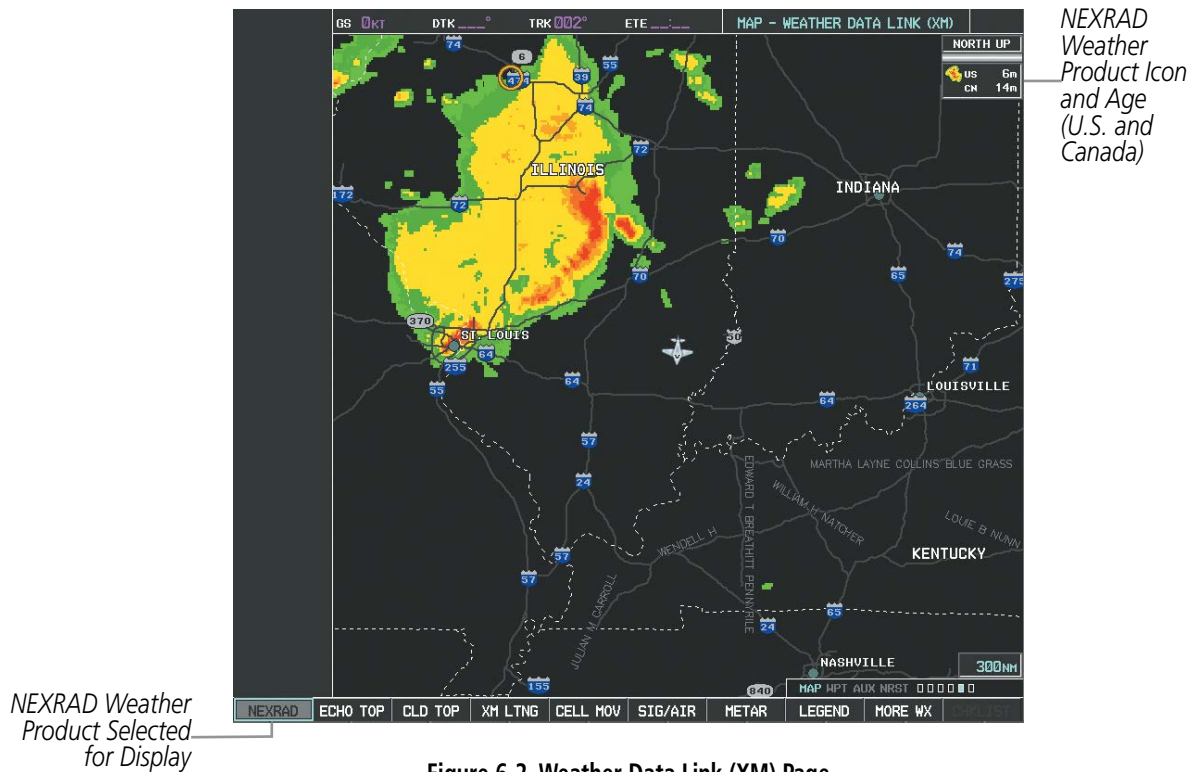 GS 0KT DTK ___° TRK 002° ETE __:__ MAP - WEATHER DATA LINK (XM)
NORTH UP
US 6m
CN 14m
NEXRAD
Weather
Product Icon
and Age
(U.S. and
Canada)
74
6
55
474
39
74
72
ILLINOIS
172
72
INDIANA
70
74
65
70
275
370
ST. LOUIS
50
64
255
71
55
64
LOUISVILLE
64
264
57
MARTHA LAYNE COLLINS BLUE GRASS
24
EDWARD T BREATHITT PENNYRILE
WILLIAM H NATCHER
LOUIE B NUNN
WENDELL H
57
KENTUCKY
57
JULIAN M CARROLL
65
24
NASHVILLE
300NM
155
840
MAP WPT AUX NRST
NEXRAD ECHO TOP CLD TOP XM LTNG CELL MOV SIG/AIR METAR LEGEND MORE WX CHKLIST
NEXRAD Weather
Product Selected
for Display
Figure 6-2 Weather Data Link (XM) Page